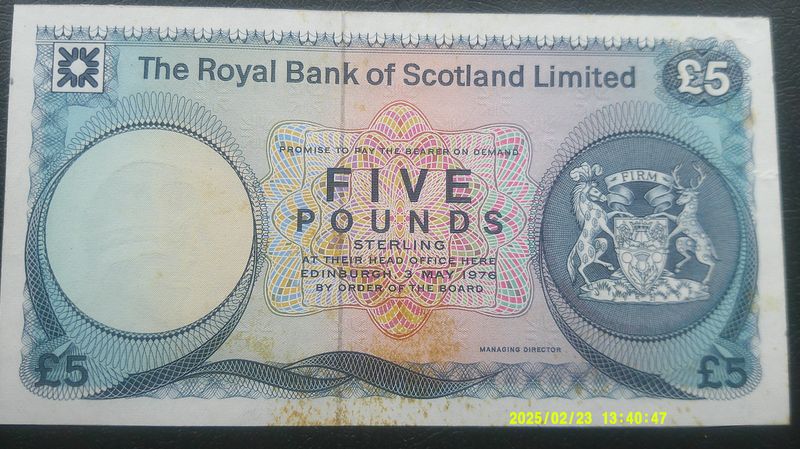 The Royal Bank of Scotland Limited
£5
PROMISE TO PAY THE BEARER ON DEMAND
FIVE
POUNDS
STERLING
AT THEIR HEAD OFFICE HERE
EDINBURGH 3 MAY 1976
BY ORDER OF THE BOARD
FIRM
MANAGING DIRECTOR
£5
£5
2025/02/23 13:40:47